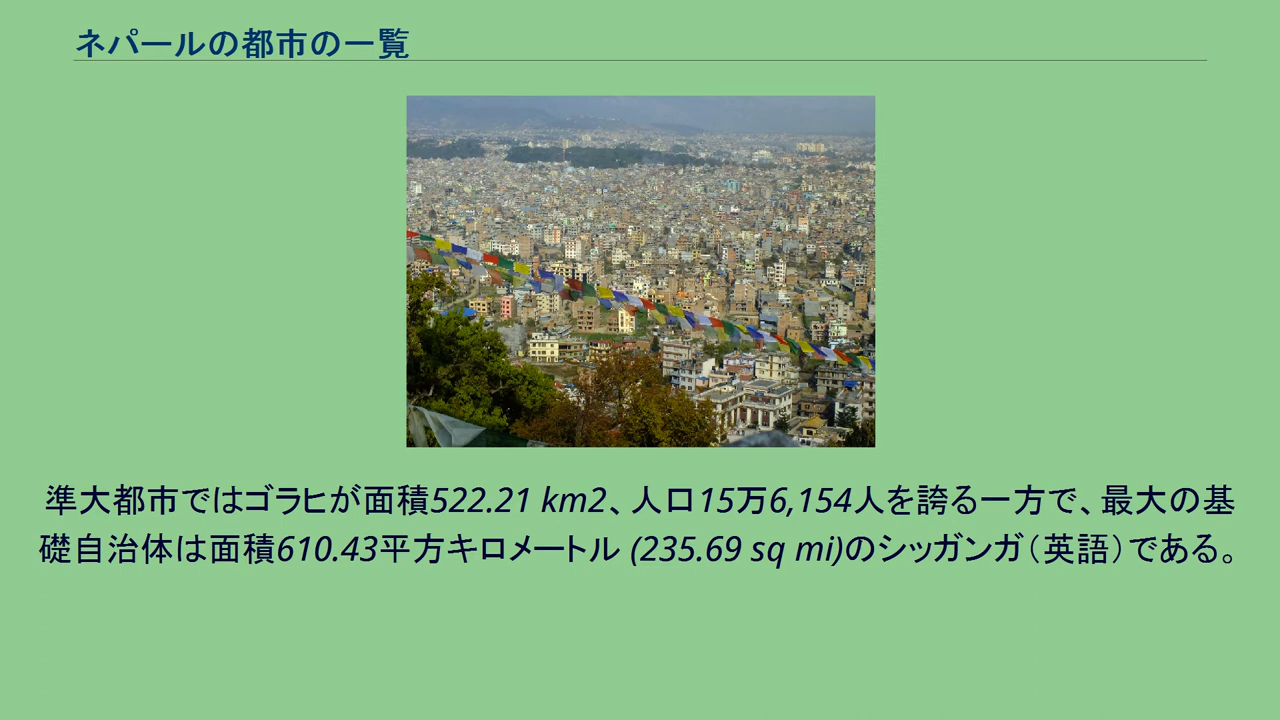 ネパールの都市の一覧
準大都市ではゴラヒが面積522.21 km2、人口15万6,154人を誇る一方で、最大の基
礎自治体は面積610.43平方キロメートル (235.69 sq mi)のシッガンガ（英語）である。